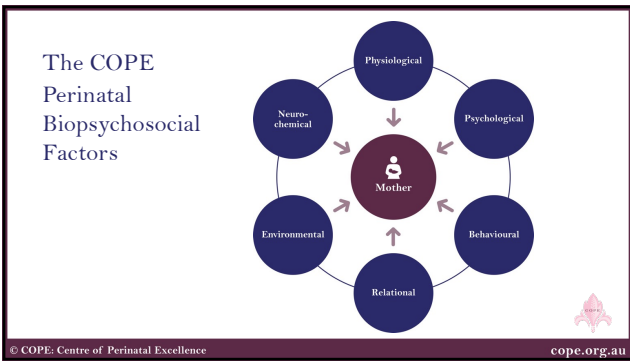 The COPE
Perinatal
Biopsychosocial
Factors
Physiological
Neuro-
chemical
Psychological
Mother
Environmental
Behavioural
Relational
COPE
© COPE: Centre of Perinatal Excellence
cope.org.au